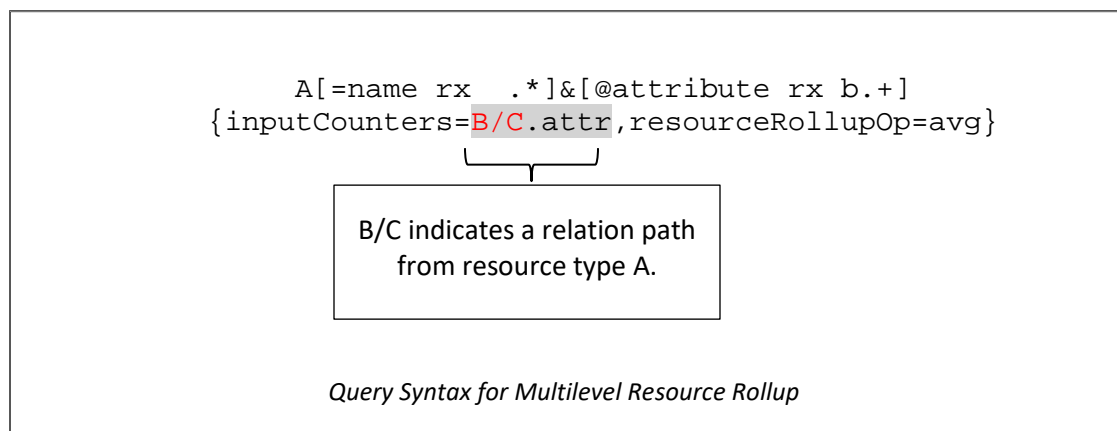 A[=name rx  .*]&[@attribute rx b.+]
{inputCounters=B/C.attr,resourceRollupOp=avg}
B/C indicates a relation path
from resource type A.
Query Syntax for Multilevel Resource Rollup